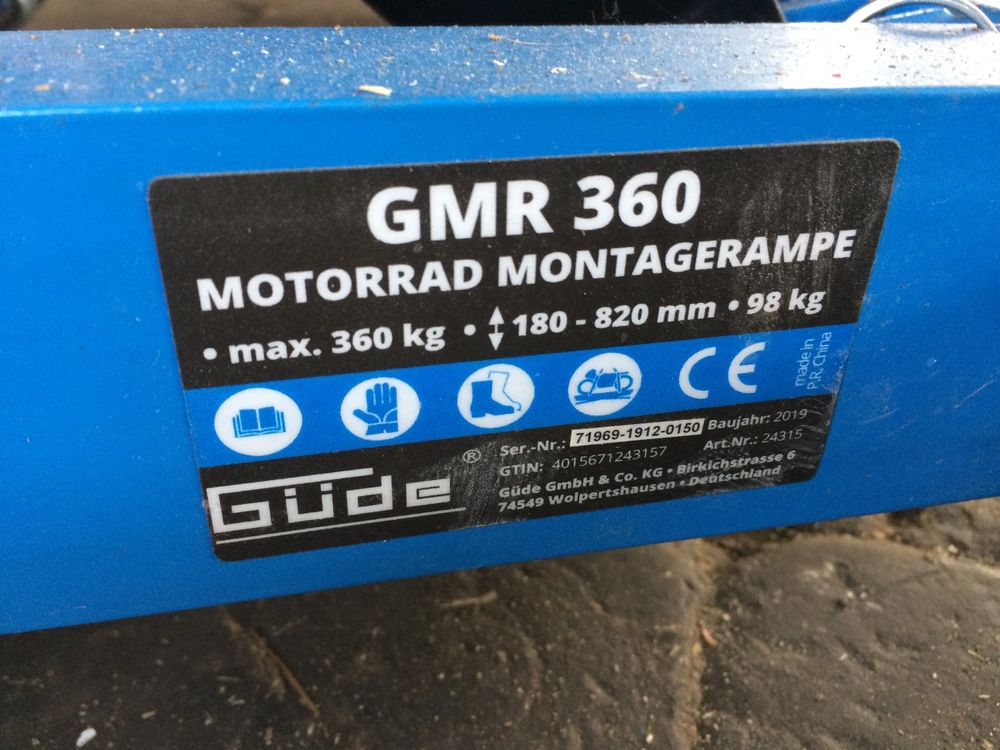 GMR 360
MOTORRAD MONTAGERAMPE
• max. 360 kg • 180 - 820 mm • 98 kg
CE
made in
P.R. China
Ser.-Nr.: 71969-1912-0150 Baujahr: 2019
GTIN: 4015671243157 Art.Nr.: 24315
Güde GmbH & Co. KG • Birkichstrasse 6
74549 Wolpertshausen • Deutschland
Güde ®